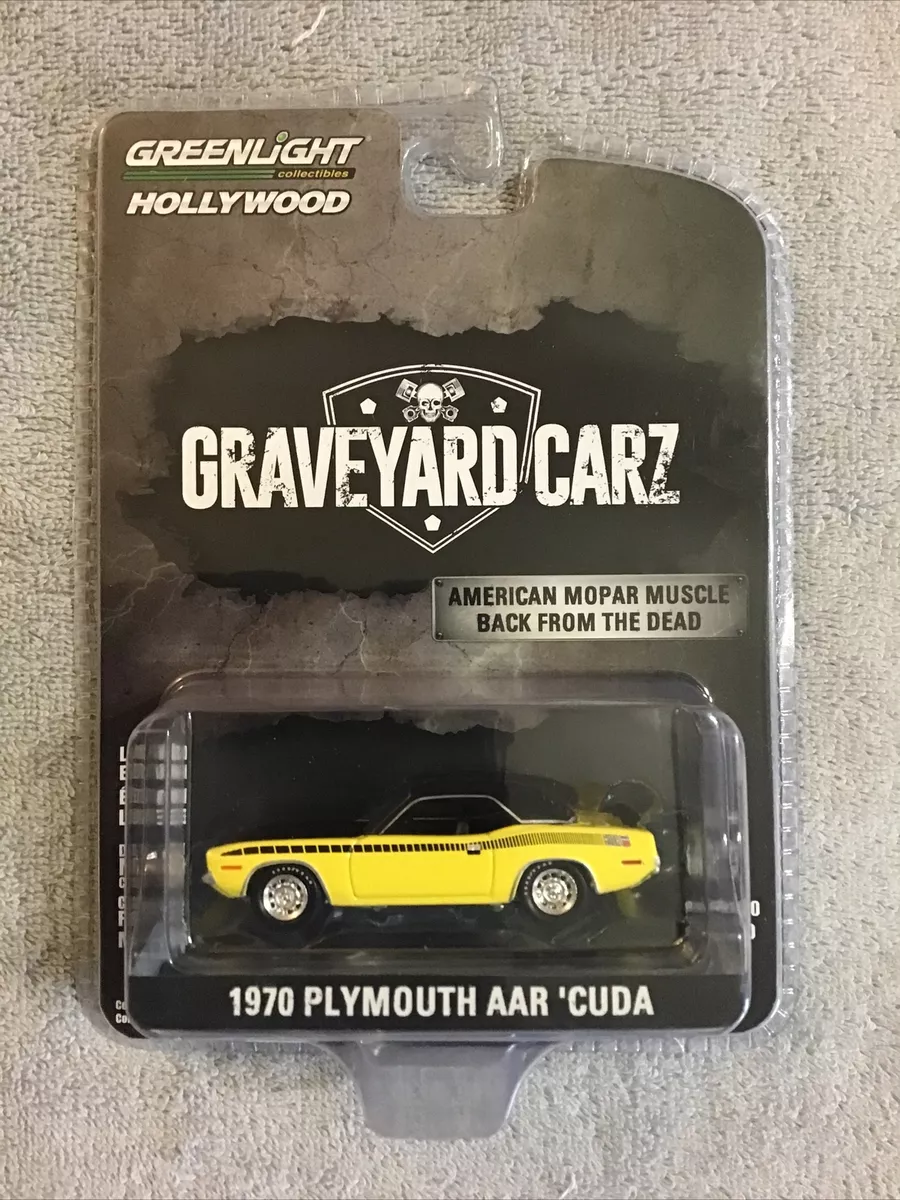 GREENLiGHT
collectibles
HOLLYWOOD
GRAVEYARD CARZ
AMERICAN MOPAR MUSCLE
BACK FROM THE DEAD
1970 PLYMOUTH AAR 'CUDA